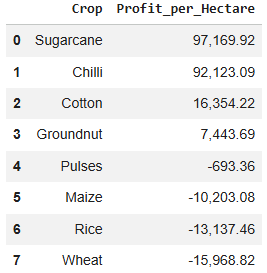 Crop Profit_per_Hectare
0 Sugarcane 97,169.92
1 Chilli 92,123.09
2 Cotton 16,354.22
3 Groundnut 7,443.69
4 Pulses -693.36
5 Maize -10,203.08
6 Rice -13,137.46
7 Wheat -15,968.82